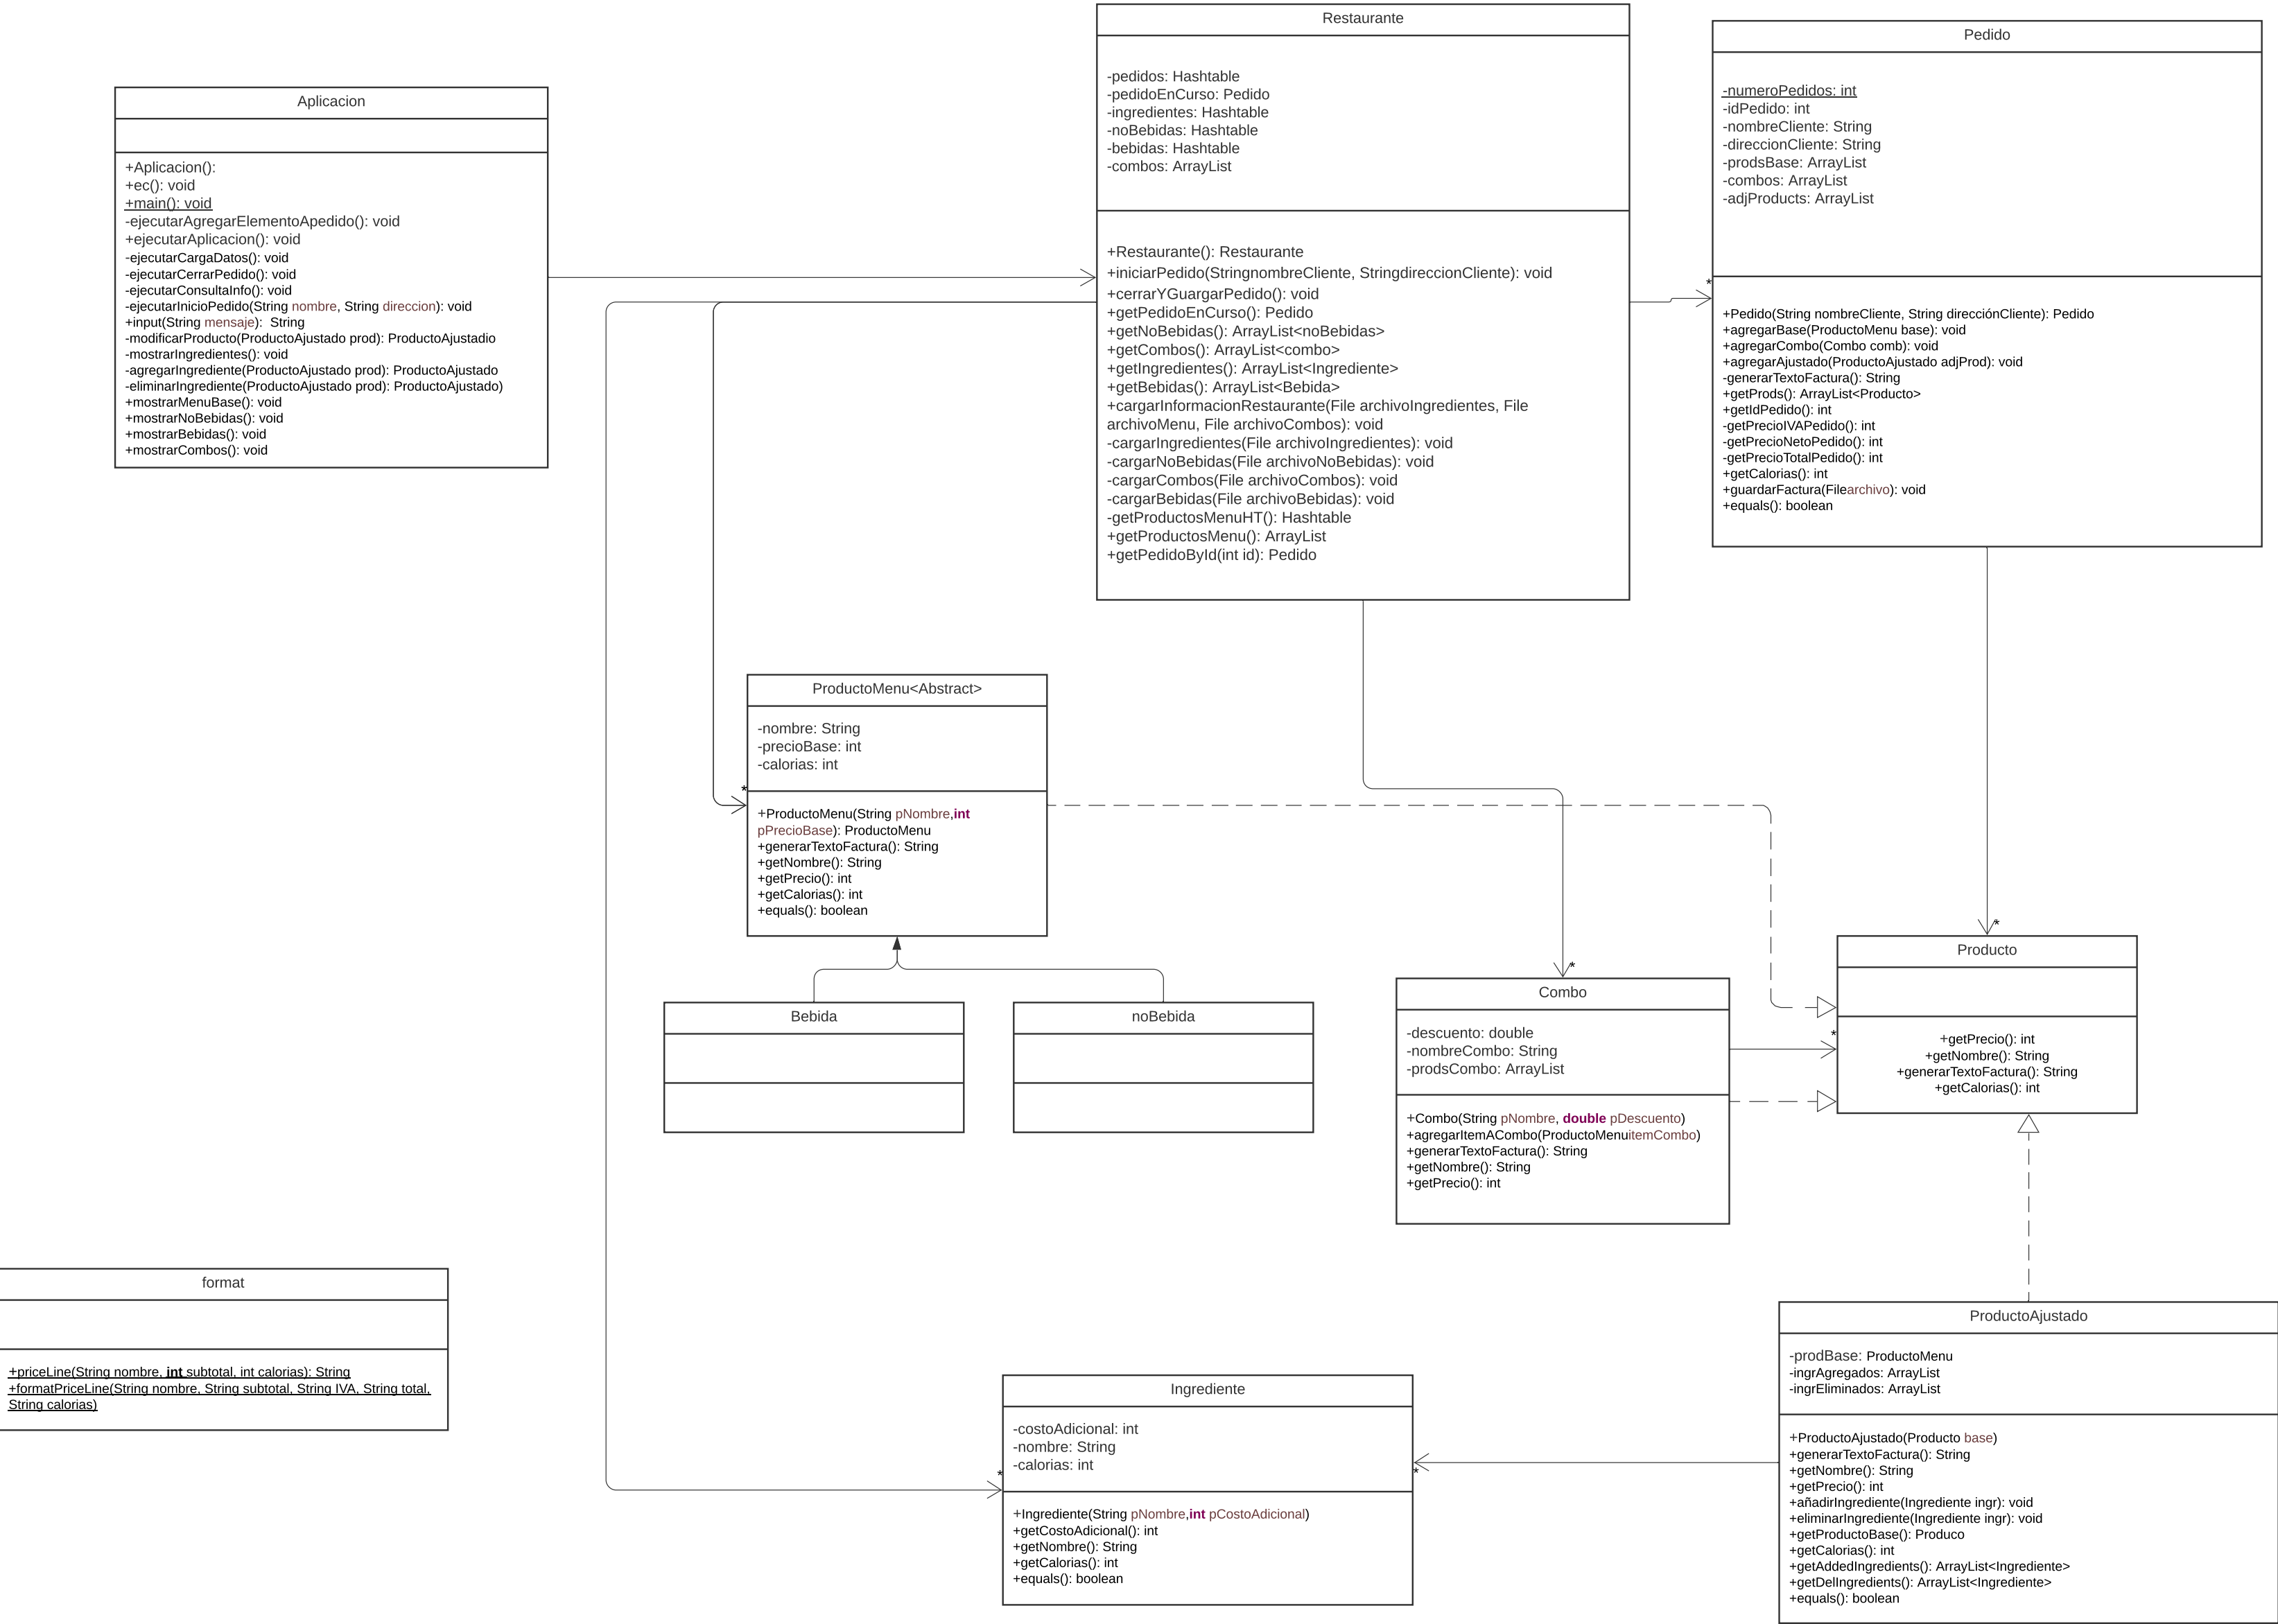 Restaurante
-pedidos: Hashtable
-pedidoEnCurso: Pedido
-ingredientes: Hashtable
-noBebidas: Hashtable
-bebidas: Hashtable
-combos: ArrayList
+Restaurante(): Restaurante
+iniciarPedido(StringnombreCliente, StringdireccionCliente): void
+cerrarYGuargarPedido(): void
+getPedidoEnCurso(): Pedido
+getNoBebidas(): ArrayList<noBebidas>
+getCombos(): ArrayList<combo>
+getIngredientes(): ArrayList<Ingrediente>
+getBebidas(): ArrayList<Bebida>
+cargarInformacionRestaurante(File archivoIngredientes, File
archivoMenu, File archivoCombos): void
-cargarIngredientes(File archivoIngredientes): void
-cargarNoBebidas(File archivoNoBebidas): void
-cargarCombos(File archivoCombos): void
-cargarBebidas(File archivoBebidas): void
-getProductosMenuHT(): Hashtable
+getProductosMenu(): ArrayList
+getPedidoById(int id): Pedido
Pedido
-numeroPedidos: int
-idPedido: int
-nombreCliente: String
-direccionCliente: String
-prodsBase: ArrayList
-combos: ArrayList
-adjProducts: ArrayList
*
+Pedido(String nombreCliente, String direcciónCliente): Pedido
+agregarBase(ProductoMenu base): void
+agregarCombo(Combo comb): void
+agregarAjustado(ProductoAjustado adjProd): void
-generarTextoFactura(): String
+getProds(): ArrayList<Producto>
+getIdPedido(): int
-getPrecioIVAPedido(): int
-getPrecioNetoPedido(): int
-getPrecioTotalPedido(): int
+getCalorias(): int
+guardarFactura(Filearchivo): void
+equals(): boolean
Aplicacion
+Aplicacion():
+ec(): void
+main(): void
-ejecutarAgregarElementoApedido(): void
+ejecutarAplicacion(): void
-ejecutarCargaDatos(): void
-ejecutarCerrarPedido(): void
-ejecutarConsultaInfo(): void
-ejecutarInicioPedido(String nombre, String direccion): void
+input(String mensaje):  String
-modificarProducto(ProductoAjustado prod): ProductoAjustadio
-mostrarIngredientes(): void
-agregarIngrediente(ProductoAjustado prod): ProductoAjustado
-eliminarIngrediente(ProductoAjustado prod): ProductoAjustado)
+mostrarMenuBase(): void
+mostrarNoBebidas(): void
+mostrarBebidas(): void
+mostrarCombos(): void
ProductoMenu<Abstract>
-nombre: String
-precioBase: int
-calorias: int
*
+ProductoMenu(String pNombre,int
pPrecioBase): ProductoMenu
+generarTextoFactura(): String
+getNombre(): String
+getPrecio(): int
+getCalorias(): int
+equals(): boolean
Bebida
noBebida
*
Combo
-descuento: double
-nombreCombo: String
-prodsCombo: ArrayList
+Combo(String pNombre, double pDescuento)
+agregarItemACombo(ProductoMenuitemCombo)
+generarTextoFactura(): String
+getNombre(): String
+getPrecio(): int
*
Producto
*
+getPrecio(): int
+getNombre(): String
+generarTextoFactura(): String
+getCalorias(): int
format
+priceLine(String nombre, int subtotal, int calorias): String
+formatPriceLine(String nombre, String subtotal, String IVA, String total,
String calorias)
Ingrediente
-costoAdicional: int
-nombre: String
-calorias: int
*
*
+Ingrediente(String pNombre,int pCostoAdicional)
+getCostoAdicional(): int
+getNombre(): String
+getCalorias(): int
+equals(): boolean
ProductoAjustado
-prodBase: ProductoMenu
-ingrAgregados: ArrayList
-ingrEliminados: ArrayList
+ProductoAjustado(Producto base)
+generarTextoFactura(): String
+getNombre(): String
+getPrecio(): int
+añadirIngrediente(Ingrediente ingr): void
+eliminarIngrediente(Ingrediente ingr): void
+getProductoBase(): Produco
+getCalorias(): int
+getAddedIngredients(): ArrayList<Ingrediente>
+getDelIngredients(): ArrayList<Ingrediente>
+equals(): boolean